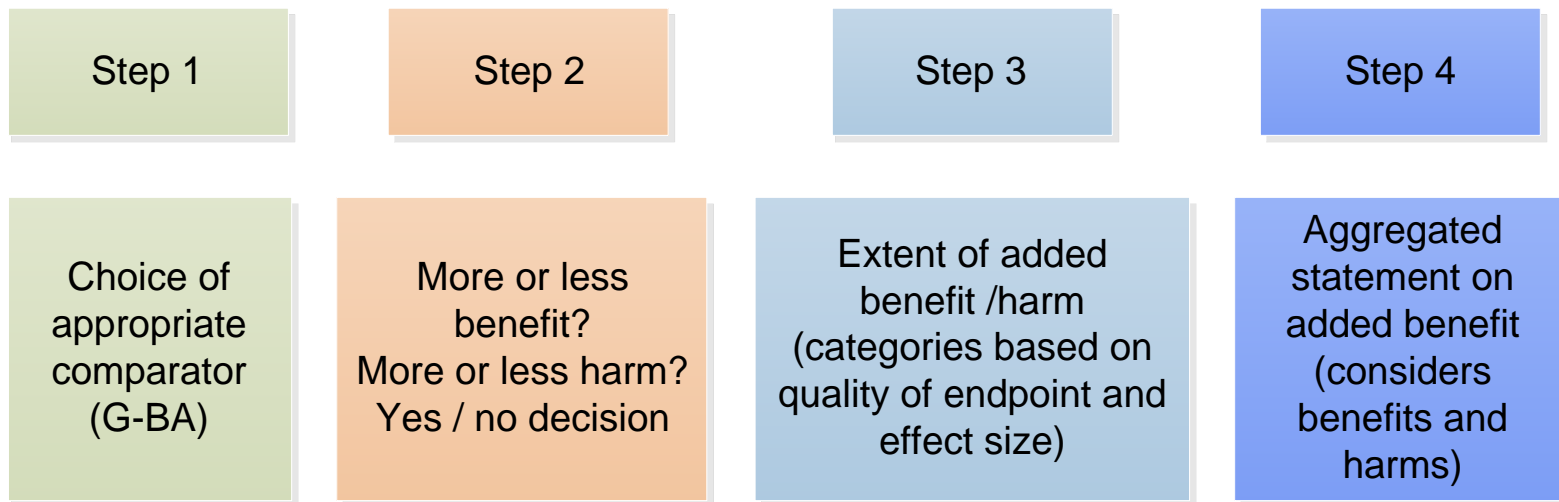 Step 1
Step 2
Step 3
Step 4
Choice of
appropriate
comparator
(G-BA)
More or less
benefit?
More or less harm?
Yes / no decision
Extent of added
benefit /harm
(categories based on
quality of endpoint and
effect size)
Aggregated
statement on
added benefit
(considers
benefits and
harms)